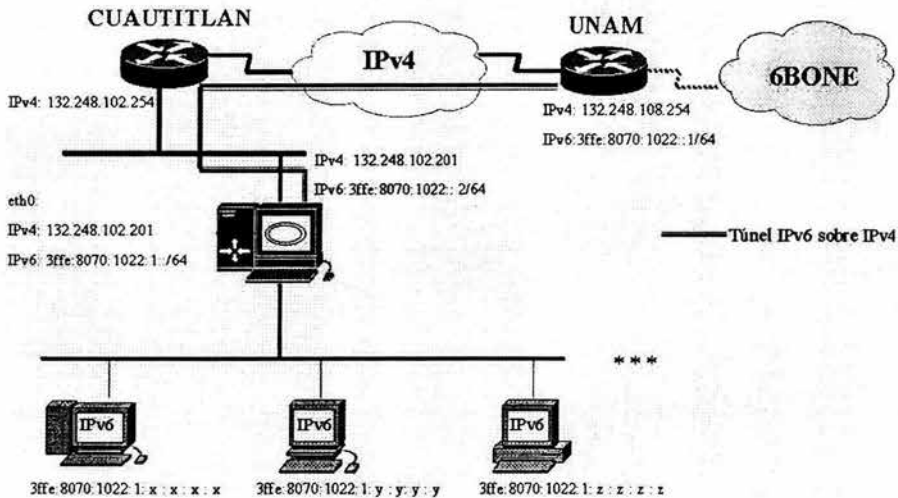 CUAUTITLAN
UNAM
IPv4
6BONE
IPv4: 132.248.102.254
IPv4: 132.248.108.254
IPv6:3ffe:8070:1022::1/64
IPv4: 132.248.102.201
IPv6:3ffe:8070:1022:: 2/64
eth0:
IPv4: 132.248.102.201
IPv6: 3ffe:8070:1022:1::/64
Túnel IPv6 sobre IPv4
* * *
IPv6
IPv6
IPv6
3ffe:8070:1022:1: x : x : x : x
3ffe:8070:1022:1: y : y : y : y
3ffe:8070:1022:1: z : z : z : z